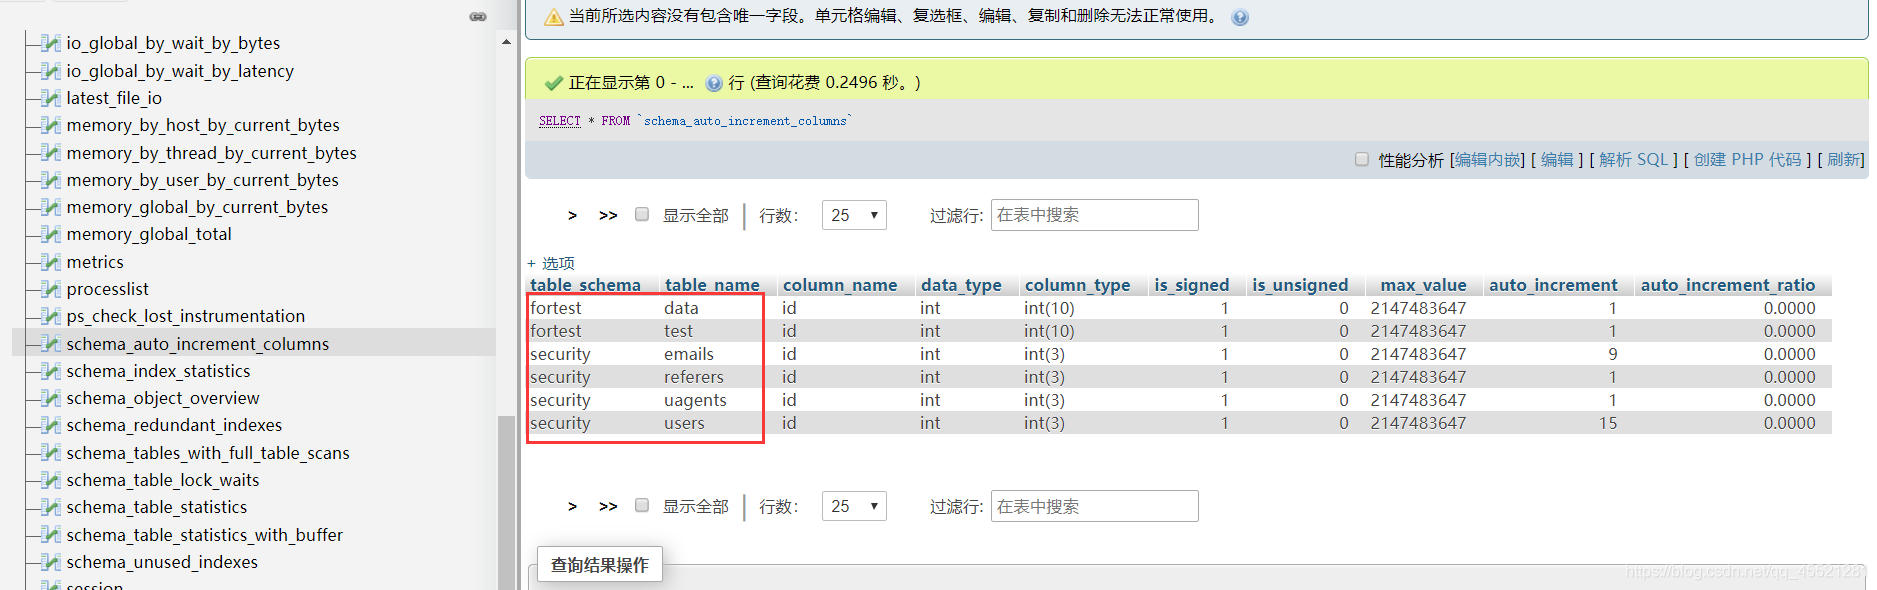 io_global_by_wait_by_bytes
io_global_by_wait_by_latency
latest_file_io
memory_by_host_by_current_bytes
memory_by_thread_by_current_bytes
memory_by_user_by_current_bytes
memory_global_by_current_bytes
memory_global_total
metrics
processlist
ps_check_lost_instrumentation
schema_auto_increment_columns
schema_index_statistics
schema_object_overview
schema_redundant_indexes
schema_tables_with_full_table_scans
schema_table_lock_waits
schema_table_statistics
schema_table_statistics_with_buffer
schema_unused_indexes
session
当前所选内容没有包含唯一字段。单元格编辑、复选框、编辑、复制和删除无法正常使用。
正在显示第 0 - ... 行 (查询花费 0.2496 秒。)
SELECT * FROM `schema_auto_increment_columns`
性能分析 [编辑内嵌] [ 编辑 ] [ 解析 SQL ] [ 创建 PHP 代码 ] [ 刷新]
> >> 显示全部 行数： 25 过滤行: 在表中搜索
+ 选项
table_schema table_name column_name data_type column_type is_signed is_unsigned max_value auto_increment auto_increment_ratio
fortest data id int int(10) 1 0 2147483647 1 0.0000
fortest test id int int(10) 1 0 2147483647 1 0.0000
security emails id int int(3) 1 0 2147483647 9 0.0000
security referers id int int(3) 1 0 2147483647 1 0.0000
security uagents id int int(3) 1 0 2147483647 1 0.0000
security users id int int(3) 1 0 2147483647 15 0.0000
> >> 显示全部 行数： 25 过滤行: 在表中搜索
查询结果操作